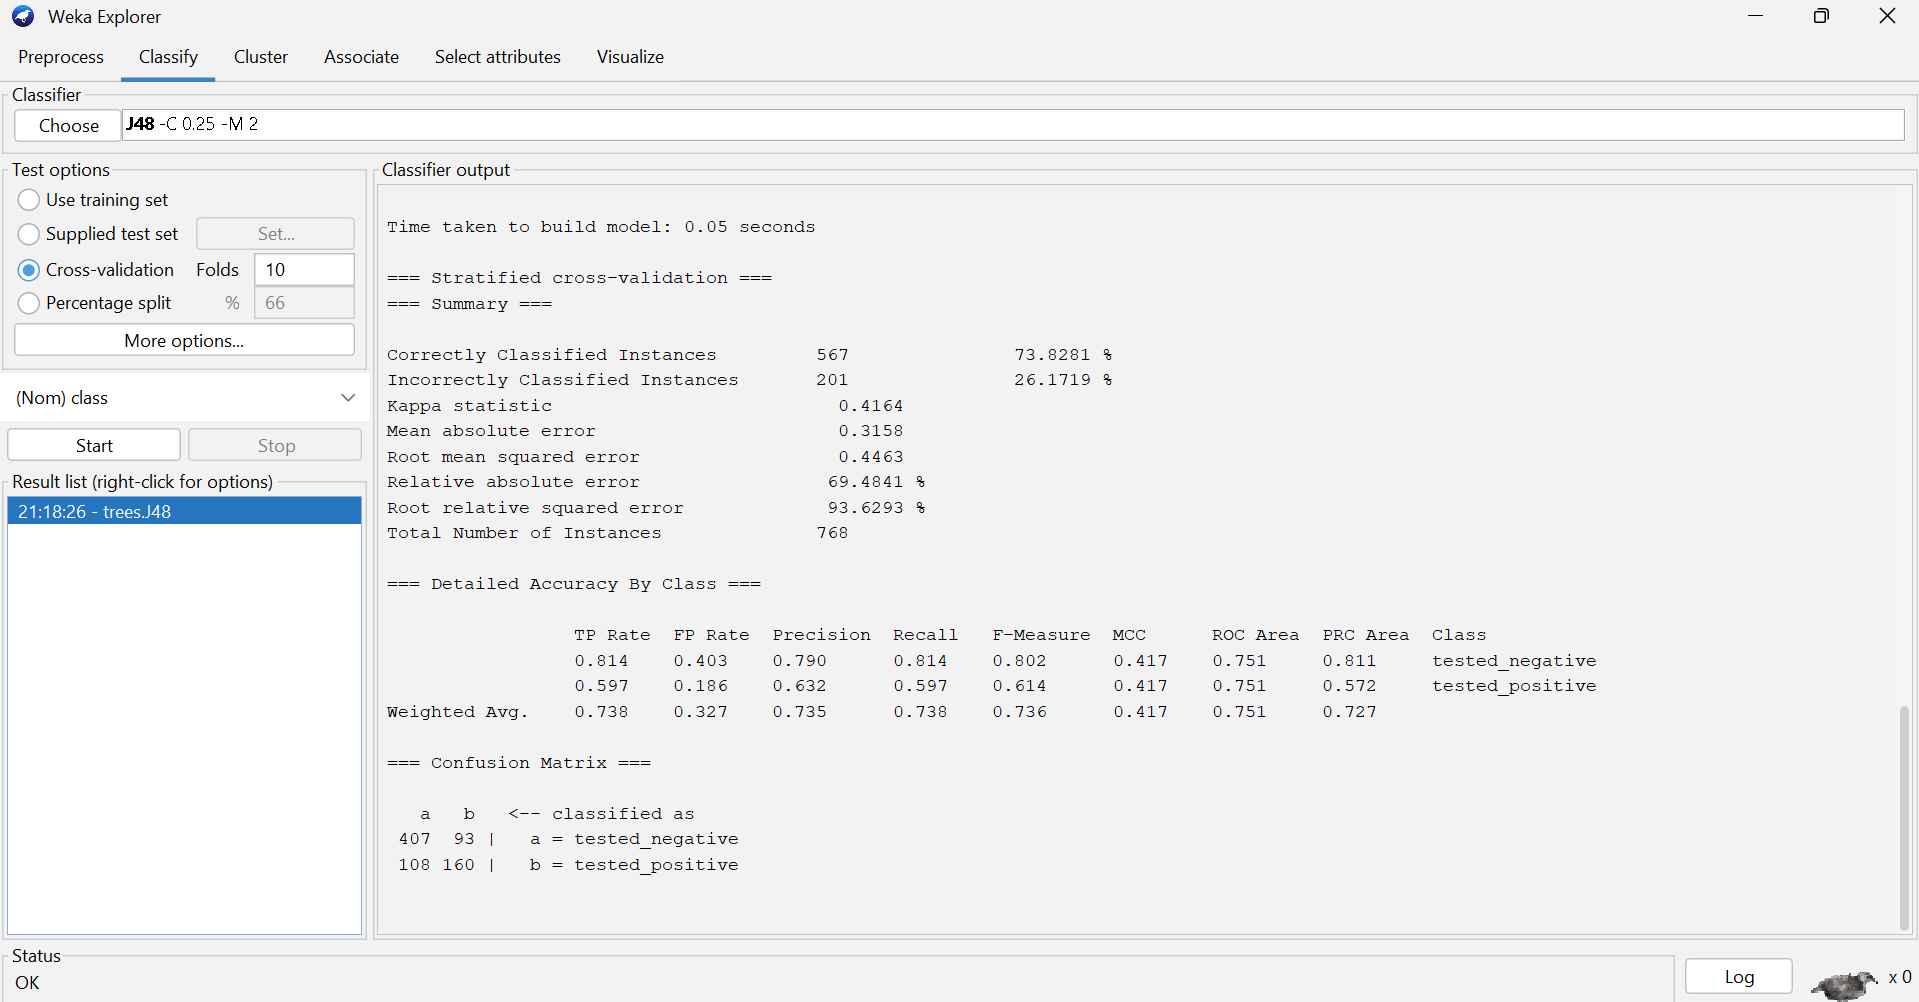 Weka Explorer
Preprocess Classify Cluster Associate Select attributes Visualize
Classifier
Choose J48 -C 0.25 -M 2
Test options
Use training set
Supplied test set Set...
Cross-validation Folds 10
Percentage split % 66
More options...
(Nom) class
Start Stop
Result list (right-click for options)
21:18:26 - trees.J48
Classifier output
Time taken to build model: 0.05 seconds
=== Stratified cross-validation ===
=== Summary ===
Correctly Classified Instances 567 73.8281 %
Incorrectly Classified Instances 201 26.1719 %
Kappa statistic 0.4164
Mean absolute error 0.3158
Root mean squared error 0.4463
Relative absolute error 69.4841 %
Root relative squared error 93.6293 %
Total Number of Instances 768
=== Detailed Accuracy By Class ===
TP Rate FP Rate Precision Recall F-Measure MCC ROC Area PRC Area Class
0.814 0.403 0.790 0.814 0.802 0.417 0.751 0.811 tested_negative
0.597 0.186 0.632 0.597 0.614 0.417 0.751 0.572 tested_positive
Weighted Avg. 0.738 0.327 0.735 0.738 0.736 0.417 0.751 0.727
=== Confusion Matrix ===
a b <-- classified as
407 93 | a = tested_negative
108 160 | b = tested_positive
Status
OK
Log x 0